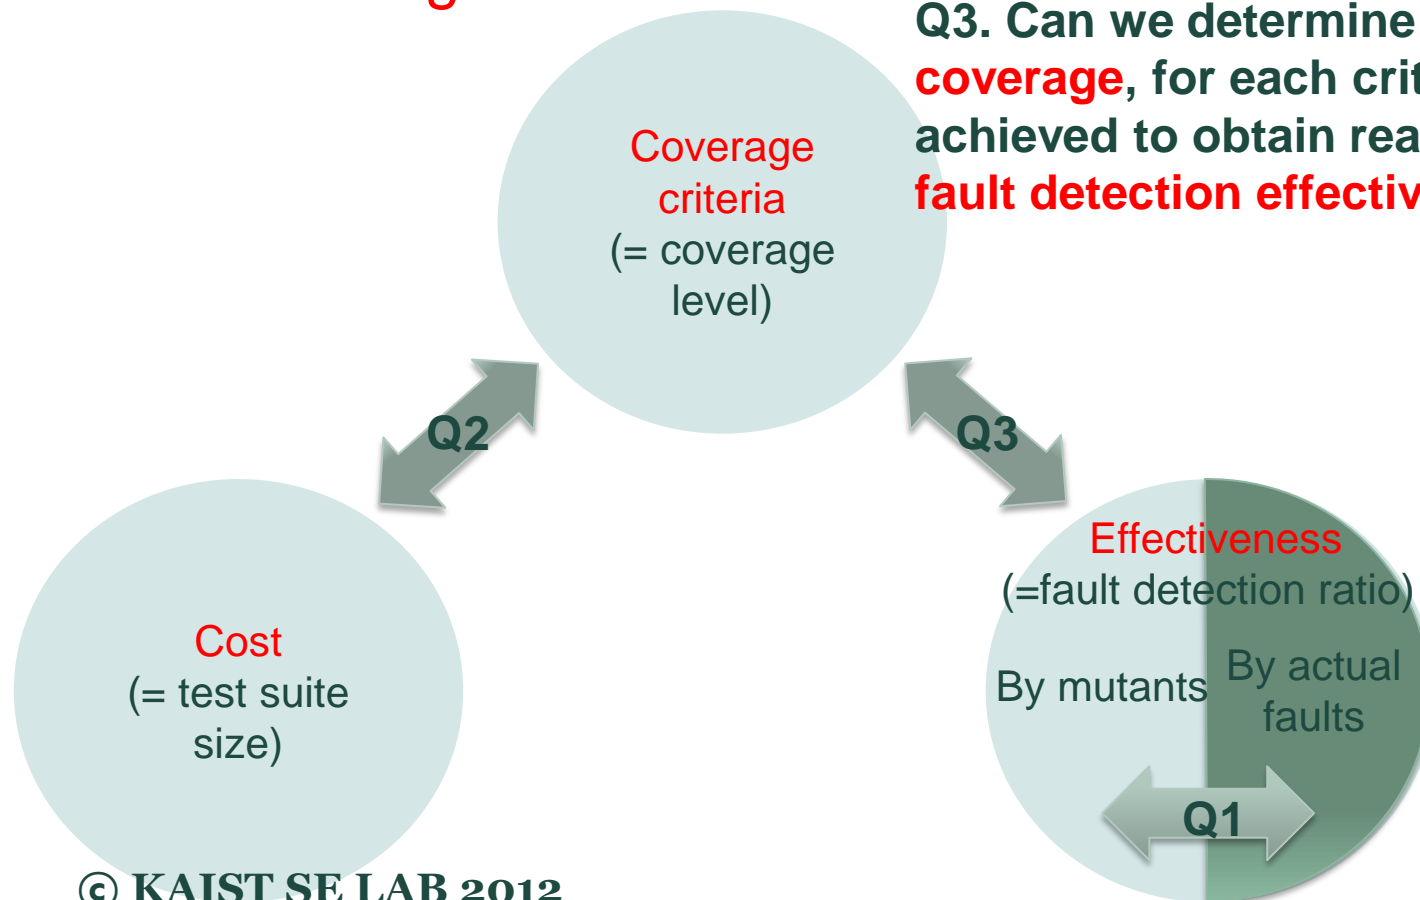 g
Q3. Can we determine
coverage, for each crit
achieved to obtain rea
fault detection effectiv
Coverage
criteria
(= coverage
level)
Q2
Q3
Effectiveness
(=fault detection ratio)
By mutants
By actual
faults
Q1
Cost
(= test suite
size)
© KAIST SE LAB 2012